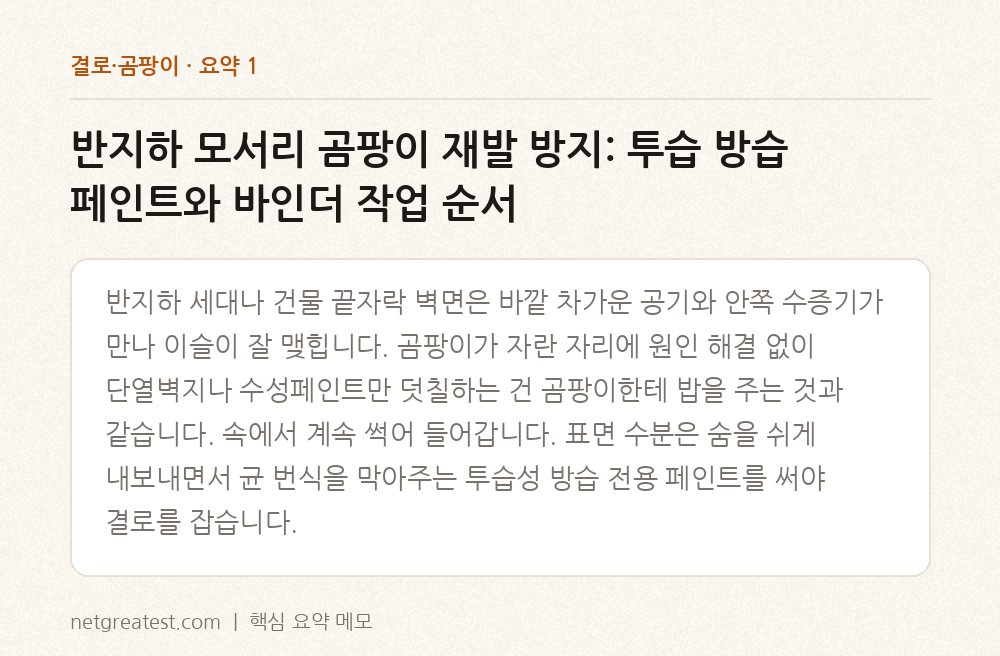 결로·곰팡이 · 요약 1
반지하 모서리 곰팡이 재발 방지: 투습 방습
페인트와 바인더 작업 순서
반지하 세대나 건물 끝자락 벽면은 바깥 차가운 공기와 안쪽 수증기가
만나 이슬이 잘 맺힙니다. 곰팡이가 자란 자리에 원인 해결 없이
단열벽지나 수성페인트만 덧칠하는 건 곰팡이한테 밥을 주는 것과
같습니다. 속에서 계속 썩어 들어갑니다. 표면 수분은 숨을 쉬게
내보내면서 균 번식을 막아주는 투습성 방습 전용 페인트를 써야
결로를 잡습니다.
netgreatest.com | 핵심 요약 메모